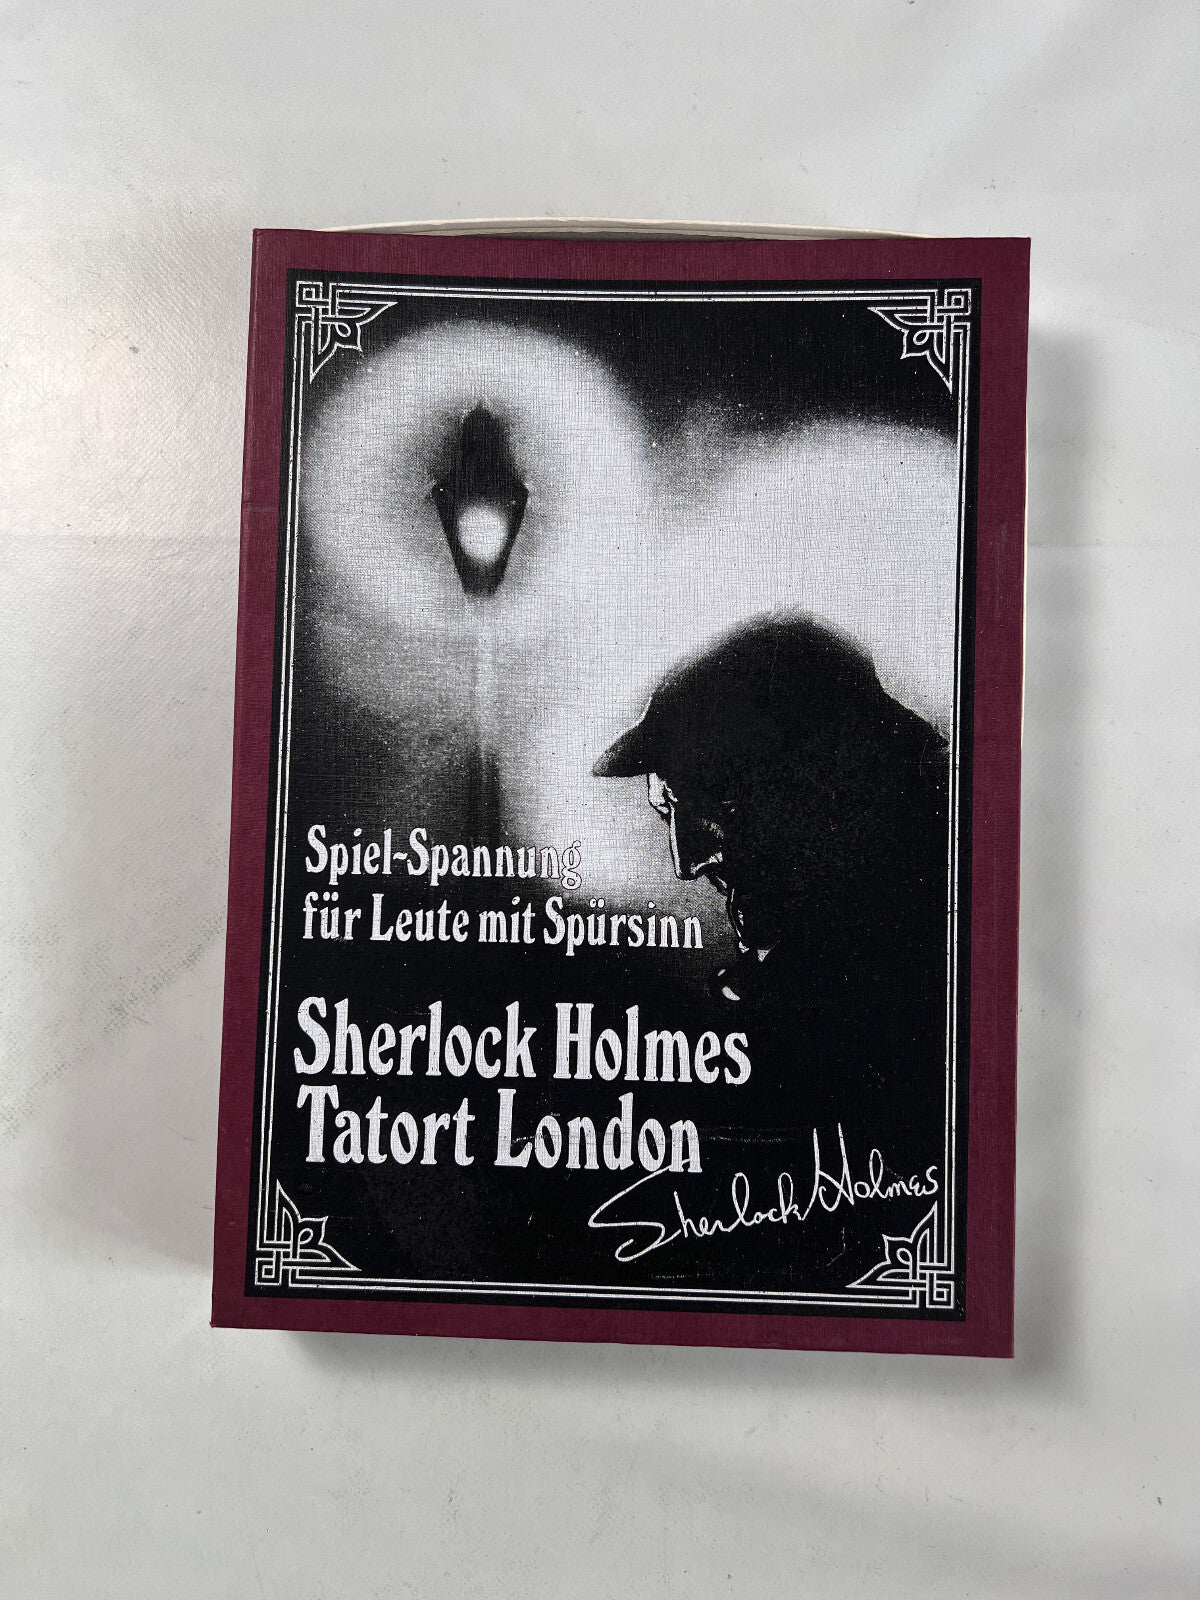 Spiel-Spannung
für Leute mit Spürsinn
Sherlock Holmes
Tatort London
Sherlock Holmes